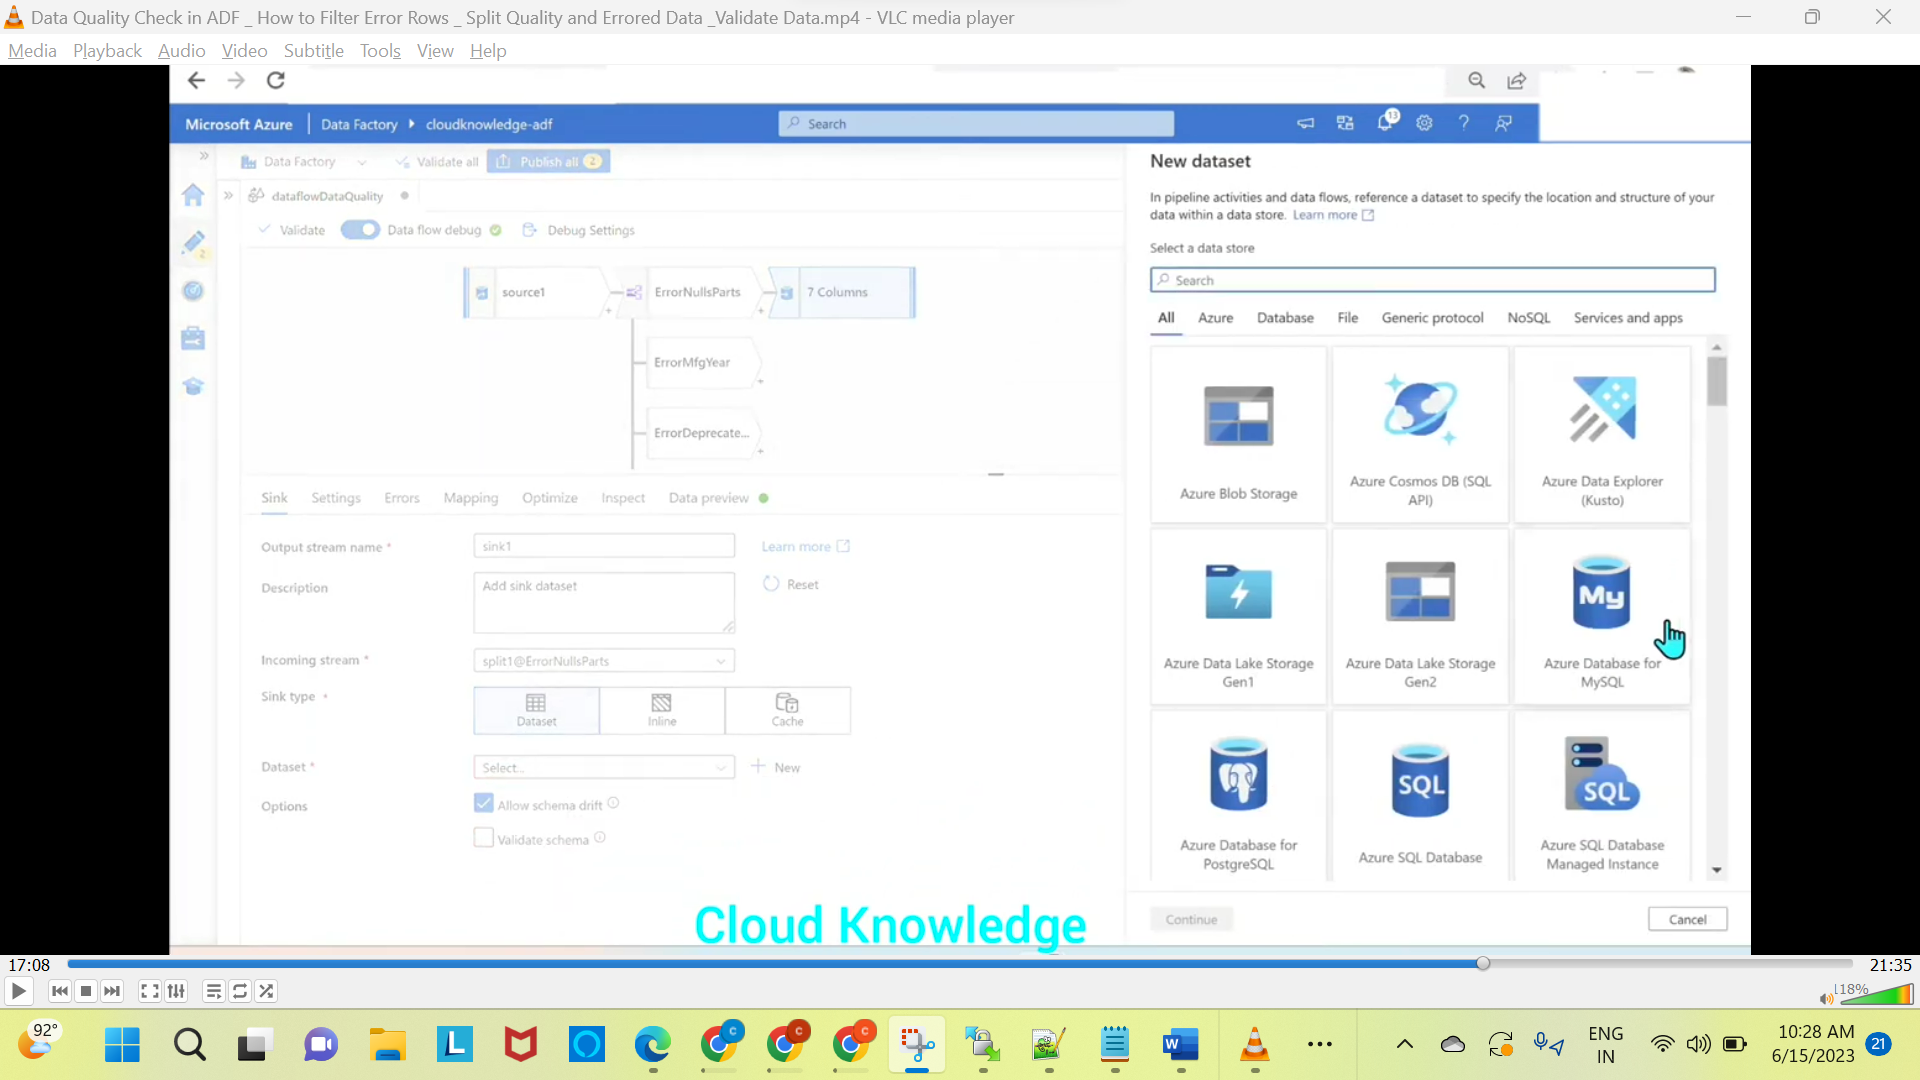 Data Quality Check in ADF _ How to Filter Error Rows _ Split Quality and Errored Data _Validate Data.mp4 - VLC media player
Media Playback Audio Video Subtitle Tools View Help
Microsoft Azure Data Factory cloudknowledge-adf
Search
13
Data Factory Validate all Publish all 2
dataflowDataQuality
2
Validate Data flow debug Debug Settings
source1 ErrorNullsParts 7 Columns
ErrorMfgYear
ErrorDeprecate...
Sink Settings Errors Mapping Optimize Inspect Data preview
Output stream name * sink1 Learn more
Description Add sink dataset Reset
Incoming stream * split1@ErrorNullsParts
Sink type *
Dataset Inline Cache
Dataset * Select... + New
Options Allow schema drift
Validate schema
New dataset
In pipeline activities and data flows, reference a dataset to specify the location and structure of your
data within a data store. Learn more
Select a data store
Search
All Azure Database File Generic protocol NoSQL Services and apps
Azure Blob Storage
Azure Cosmos DB (SQL
API)
Azure Data Explorer
(Kusto)
My
Azure Data Lake Storage
Gen1
Azure Data Lake Storage
Gen2
Azure Database for
MySQL
SQL
SQL
Azure Database for
PostgreSQL
Azure SQL Database
Azure SQL Database
Managed Instance
Continue Cancel
Cloud Knowledge
17:08 21:35
118%
92°
L
C
C
C
W
ENG
IN
10:28 AM
6/15/2023
21